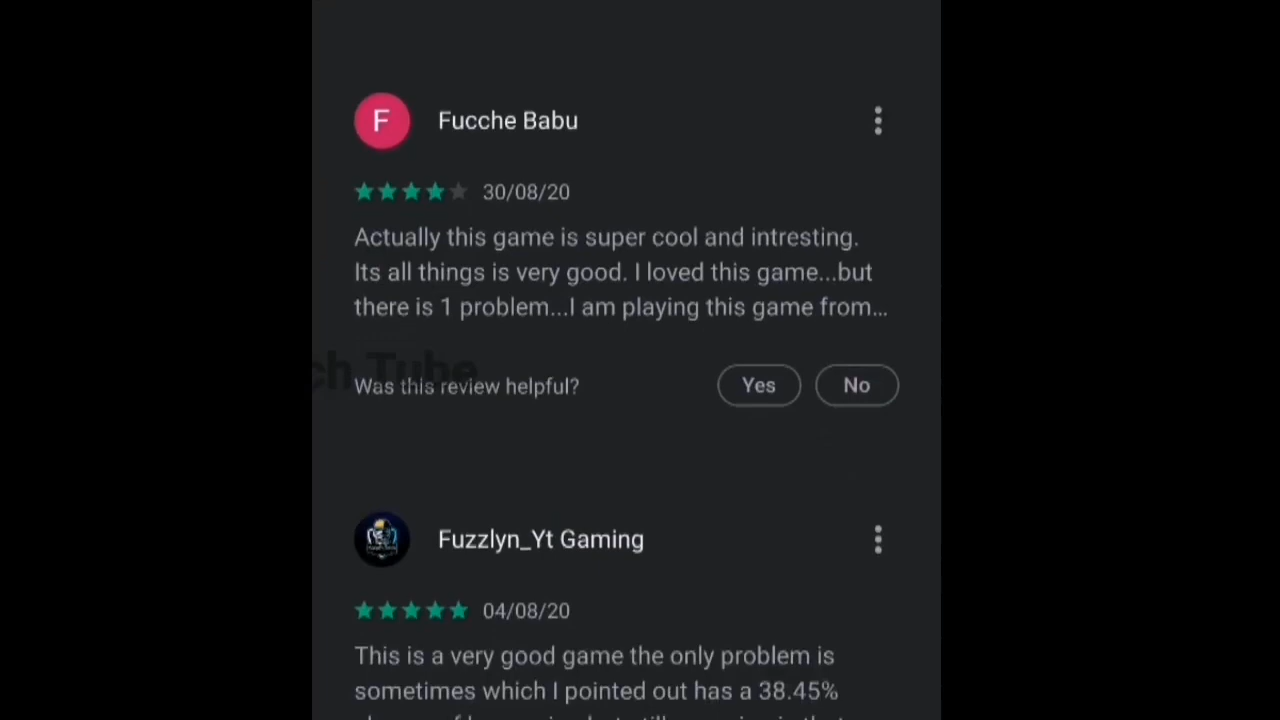 F
Fucche Babu
30/08/20
Actually this game is super cool and intresting.
Its all things is very good. I loved this game...but
there is 1 problem...I am playing this game from...
ch Tube
Was this review helpful?
Yes
No
Fuzzlyn_Yt Gaming
04/08/20
This is a very good game the only problem is
sometimes which I pointed out has a 38.45%